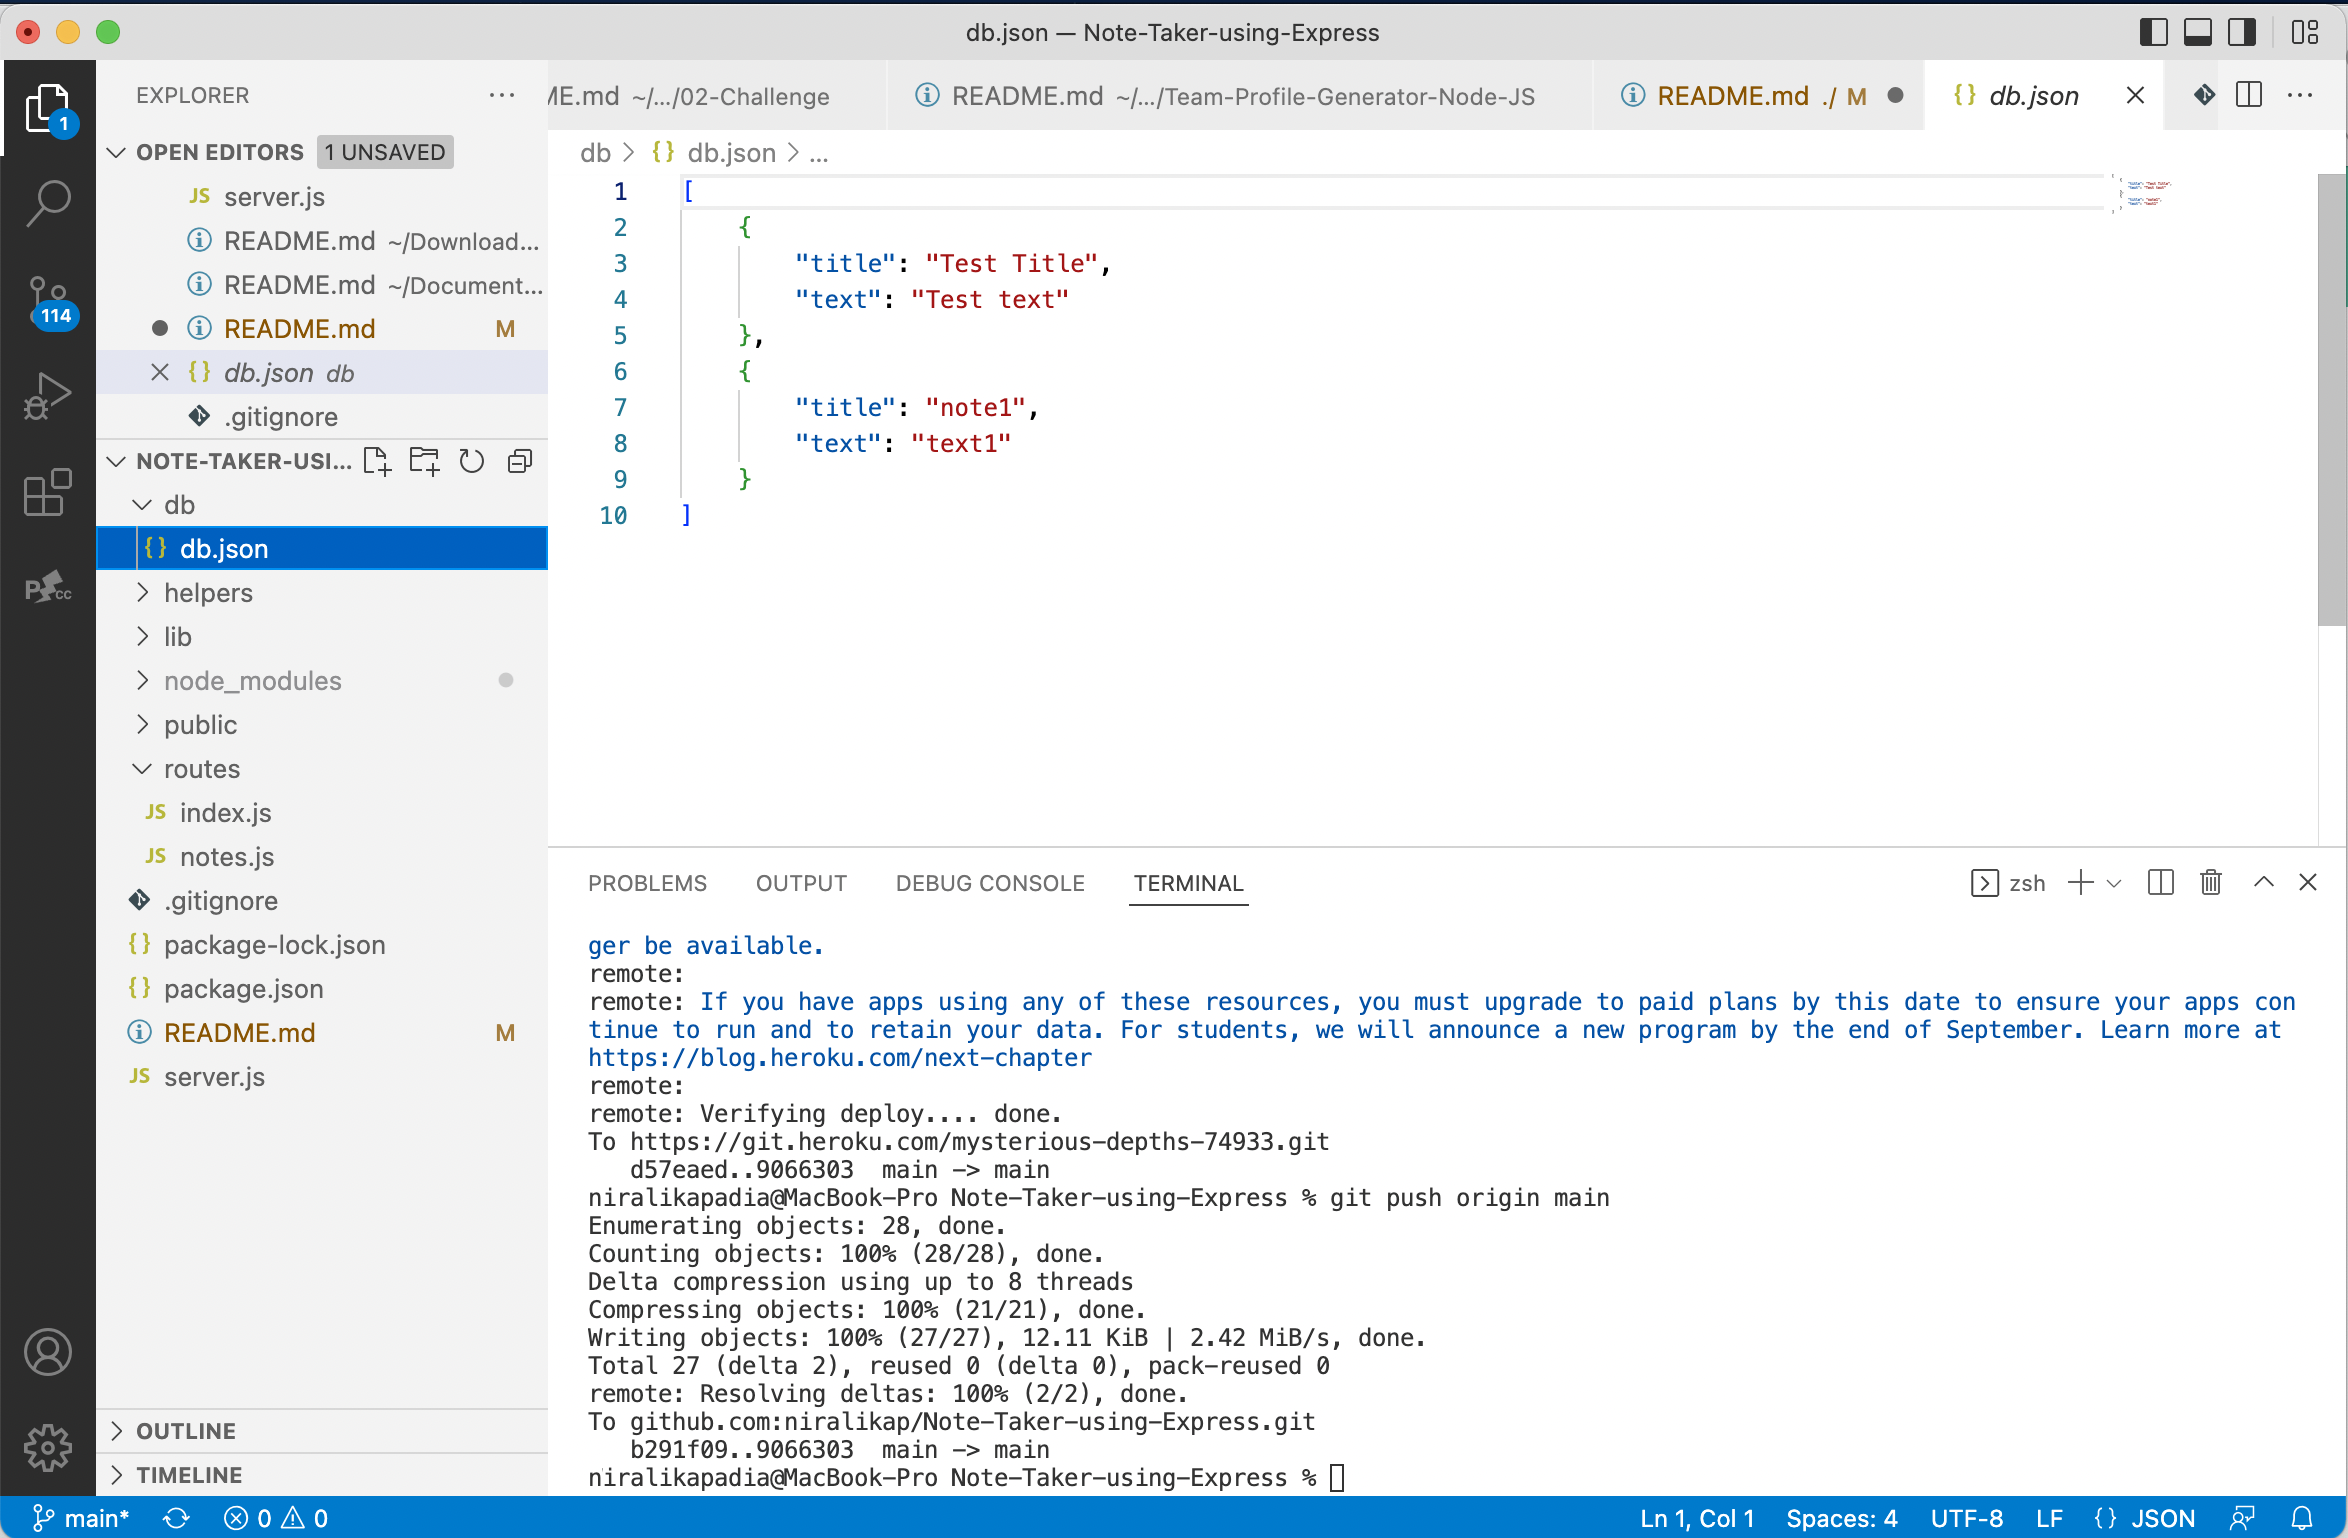 db.json — Note-Taker-using-Express
EXPLORER
1
OPEN EDITORS 1 UNSAVED
JS server.js
README.md ~/Download...
README.md ~/Document...
README.md M
{} db.json db
.gitignore
114
NOTE-TAKER-USI...
db
{} db.json
helpers
lib
node_modules
public
routes
JS index.js
JS notes.js
.gitignore
{} package-lock.json
{} package.json
README.md M
JS server.js
OUTLINE
TIMELINE
ME.md ~/.../02-Challenge
README.md ~/.../Team-Profile-Generator-Node-JS
README.md ./ M
{} db.json
db > {} db.json > ...
1 [
2 {
3 "title": "Test Title",
4 "text": "Test text"
5 },
6 {
7 "title": "note1",
8 "text": "text1"
9 }
10 ]
PROBLEMS OUTPUT DEBUG CONSOLE TERMINAL
zsh
ger be available.
remote:
remote: If you have apps using any of these resources, you must upgrade to paid plans by this date to ensure your apps con
tinue to run and to retain your data. For students, we will announce a new program by the end of September. Learn more at
https://blog.heroku.com/next-chapter
remote:
remote: Verifying deploy.... done.
To https://git.heroku.com/mysterious-depths-74933.git
d57eaed..9066303  main -> main
niralikapadia@MacBook-Pro Note-Taker-using-Express % git push origin main
Enumerating objects: 28, done.
Counting objects: 100% (28/28), done.
Delta compression using up to 8 threads
Compressing objects: 100% (21/21), done.
Writing objects: 100% (27/27), 12.11 KiB | 2.42 MiB/s, done.
Total 27 (delta 2), reused 0 (delta 0), pack-reused 0
remote: Resolving deltas: 100% (2/2), done.
To github.com:niralikap/Note-Taker-using-Express.git
b291f09..9066303  main -> main
niralikapadia@MacBook-Pro Note-Taker-using-Express %
P cc
main* 0 0
Ln 1, Col 1 Spaces: 4 UTF-8 LF {} JSON